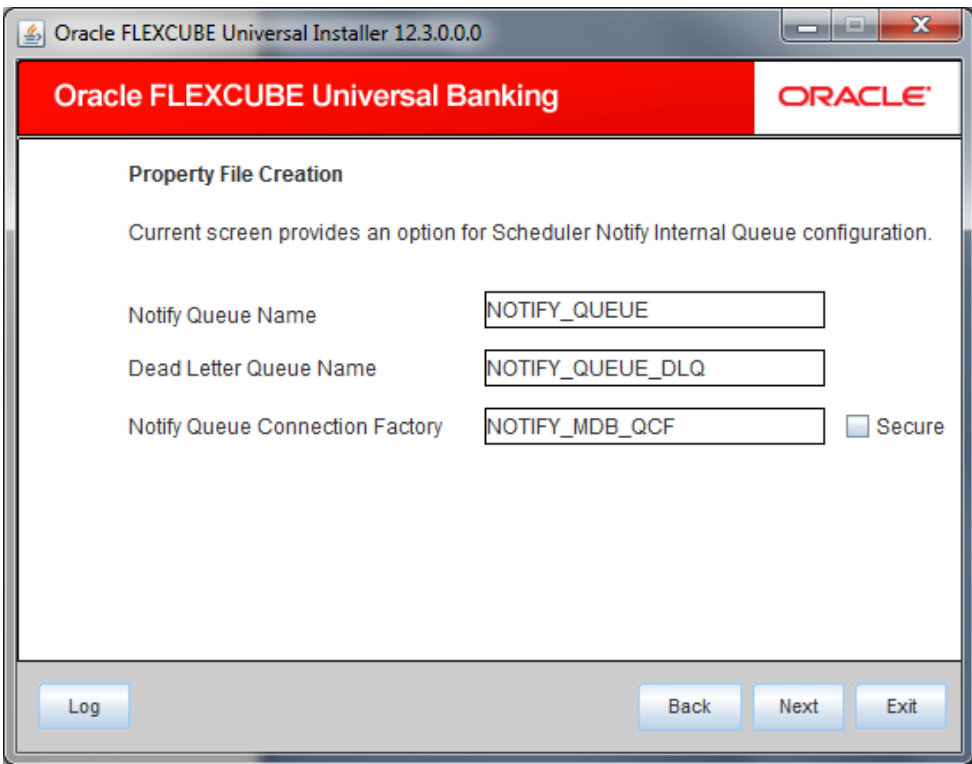 Oracle FLEXCUBE Universal Installer 12.3.0.0.0
Oracle FLEXCUBE Universal Banking
ORACLE
Property File Creation
Current screen provides an option for Scheduler Notify Internal Queue configuration.
Notify Queue Name NOTIFY_QUEUE
Dead Letter Queue Name NOTIFY_QUEUE_DLQ
Notify Queue Connection Factory NOTIFY_MDB_QCF Secure
Log Back Next Exit